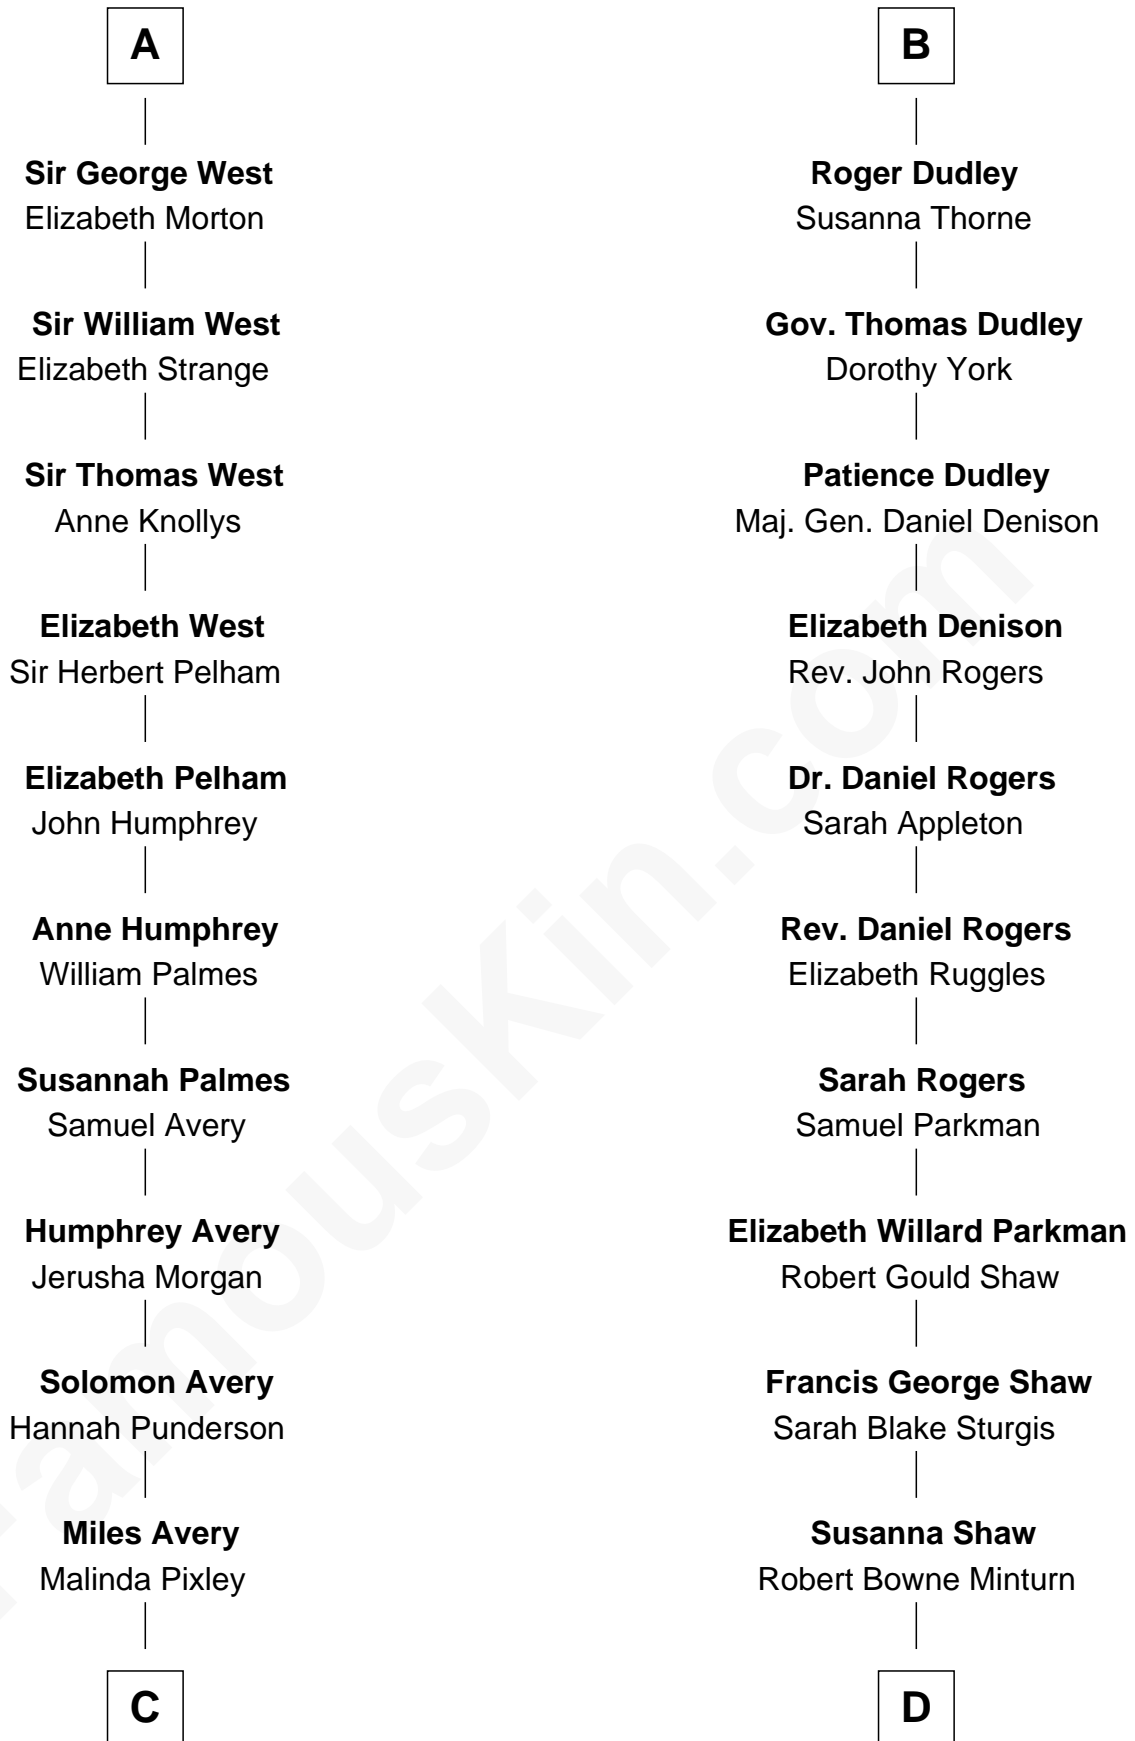 A
Sir George West
Elizabeth Morton
Sir William West
Elizabeth Strange
Sir Thomas West
Anne Knollys
Elizabeth West
Sir Herbert Pelham
Elizabeth Pelham
John Humphrey
Anne Humphrey
William Palmes
Susannah Palmes
Samuel Avery
Humphrey Avery
Jerusha Morgan
Solomon Avery
Hannah Punderson
Miles Avery
Malinda Pixley
C
B
Roger Dudley
Susanna Thorne
Gov. Thomas Dudley
Dorothy York
Patience Dudley
Maj. Gen. Daniel Denison
Elizabeth Denison
Rev. John Rogers
Dr. Daniel Rogers
Sarah Appleton
Rev. Daniel Rogers
Elizabeth Ruggles
Sarah Rogers
Samuel Parkman
Elizabeth Willard Parkman
Robert Gould Shaw
Francis George Shaw
Sarah Blake Sturgis
Susanna Shaw
Robert Bowne Minturn
D
FamousKin.com